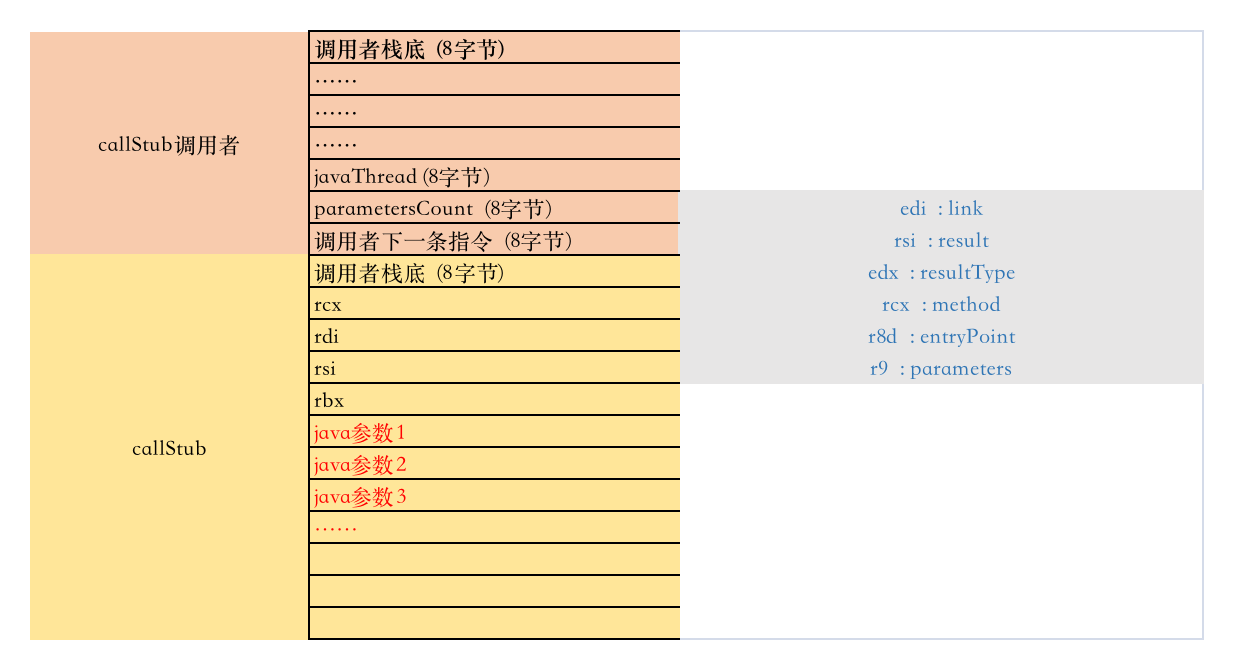 调用者栈底 (8字节)
……
……
callStub调用者
……
javaThread (8字节)
parametersCount (8字节)
edi : link
调用者下一条指令 (8字节)
rsi : result
调用者栈底 (8字节)
edx : resultType
rcx
rcx : method
rdi
r8d : entryPoint
rsi
r9 : parameters
rbx
java参数1
callStub
java参数2
java参数3
……